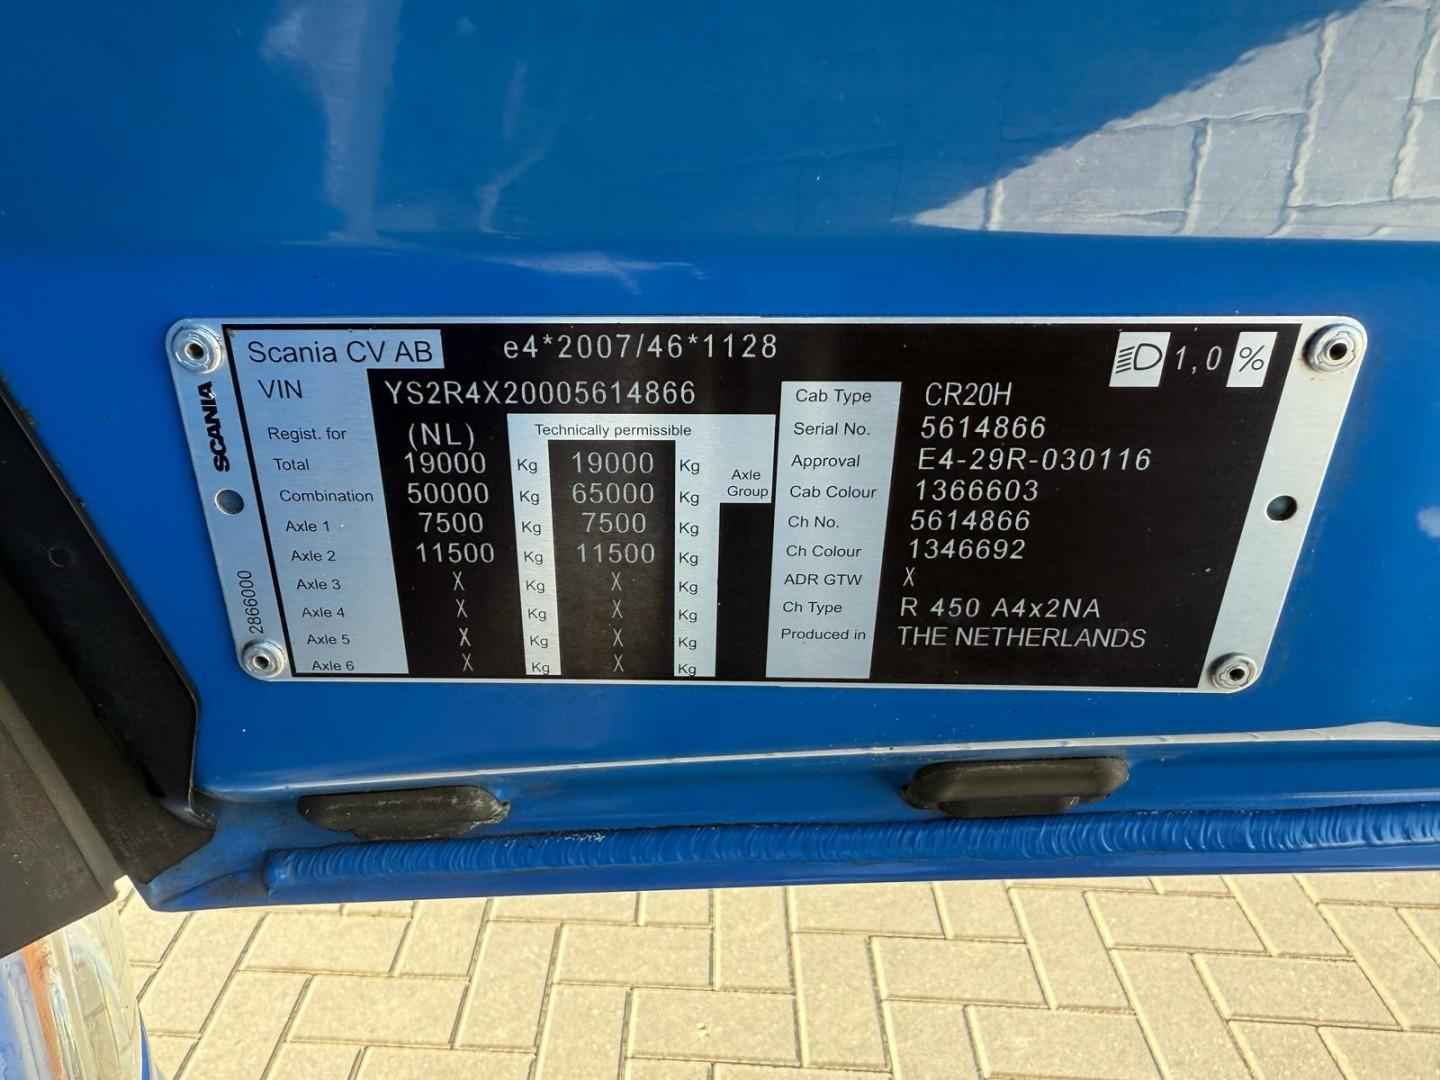 Scania CV AB e4*2007/46*1128 1,0 %
VIN YS2R4X20005614866
Regist. for (NL)
Technically permissible
Total 19000 Kg 19000 Kg
Combination 50000 Kg 65000 Kg
Axle Group
Axle 1 7500 Kg 7500 Kg
Axle 2 11500 Kg 11500 Kg
Axle 3 X Kg X Kg
Axle 4 X Kg X Kg
Axle 5 X Kg X Kg
Axle 6 X Kg X Kg
Cab Type CR20H
Serial No. 5614866
Approval E4-29R-030116
Cab Colour 1366603
Ch No. 5614866
Ch Colour 1346692
ADR GTW X
Ch Type R 450 A4x2NA
Produced in THE NETHERLANDS
SCANIA
2866000